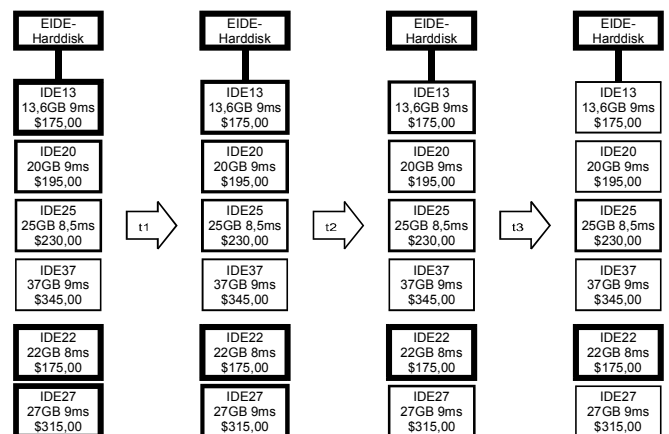 EIDE-
Harddisk
EIDE-
Harddisk
EIDE-
Harddisk
EIDE-
Harddisk
IDE13
13,6GB 9ms
$175,00
IDE13
13,6GB 9ms
$175,00
IDE13
13,6GB 9ms
$175,00
IDE13
13,6GB 9ms
$175,00
IDE20
20GB 9ms
$195,00
IDE20
20GB 9ms
$195,00
IDE20
20GB 9ms
$195,00
IDE20
20GB 9ms
$195,00
IDE25
25GB 8,5ms
$230,00
t1
IDE25
25GB 8,5ms
$230,00
t2
IDE25
25GB 8,5ms
$230,00
t3
IDE25
25GB 8,5ms
$230,00
IDE37
37GB 9ms
$345,00
IDE37
37GB 9ms
$345,00
IDE37
37GB 9ms
$345,00
IDE37
37GB 9ms
$345,00
IDE22
22GB 8ms
$175,00
IDE22
22GB 8ms
$175,00
IDE22
22GB 8ms
$175,00
IDE22
22GB 8ms
$175,00
IDE27
27GB 9ms
$315,00
IDE27
27GB 9ms
$315,00
IDE27
27GB 9ms
$315,00
IDE27
27GB 9ms
$315,00